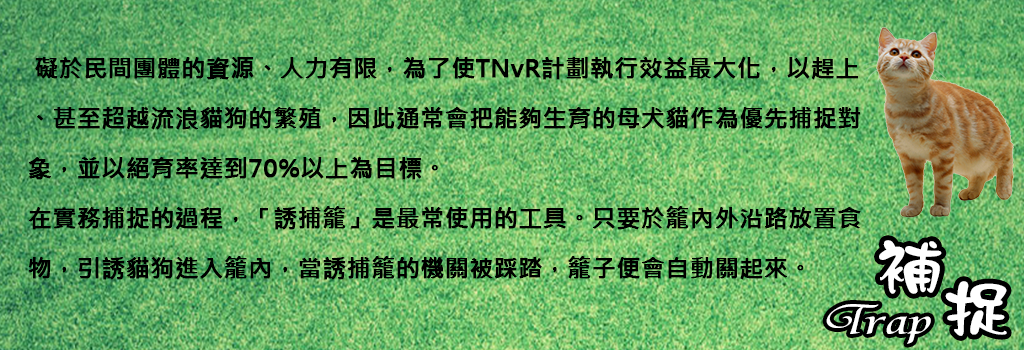 礙於民間團體的資源、人力有限，為了使TNvR計劃執行效益最大化，以趕上
、甚至超越流浪貓狗的繁殖，因此通常會把能夠生育的母犬貓作為優先捕捉對
象，並以絕育率達到70%以上為目標。
在實務捕捉的過程，「誘捕籠」是最常使用的工具。只要於籠內外沿路放置食
物，引誘貓狗進入籠內，當誘捕籠的機關被踩踏，籠子便會自動關起來。
補捉
Trap